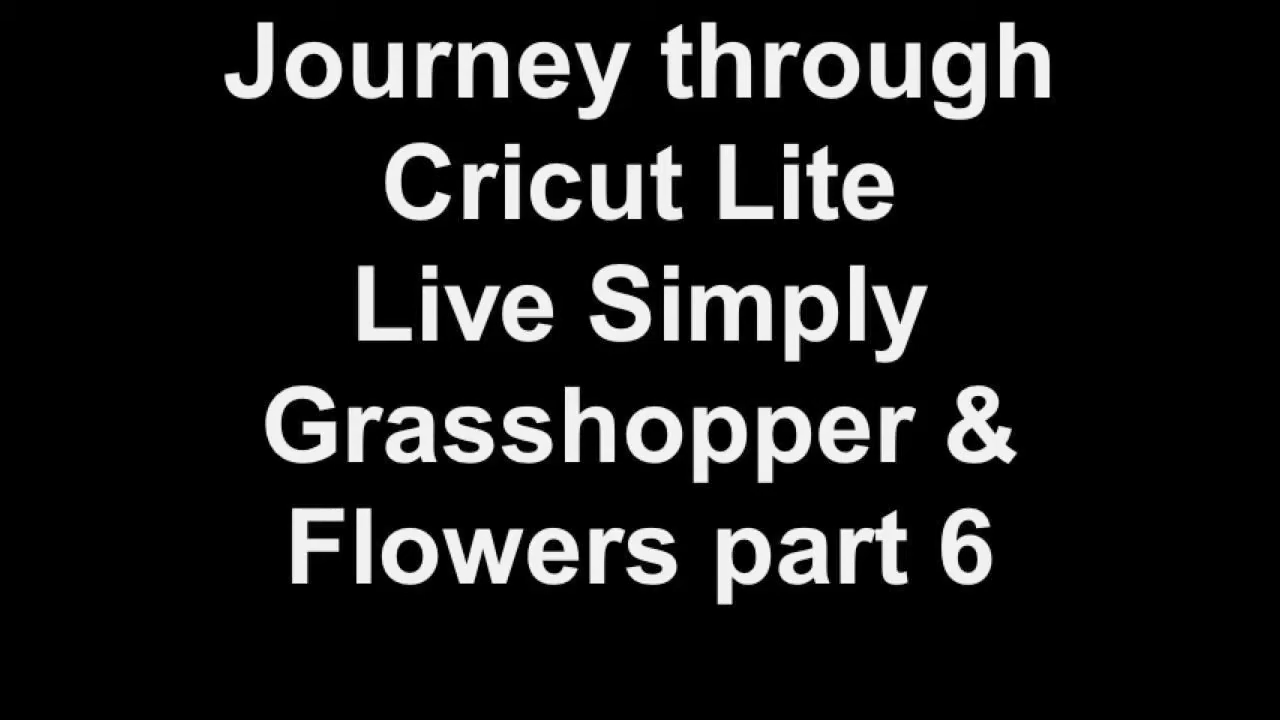 Journey through
Cricut Lite
Live Simply
Grasshopper &
Flowers part 6